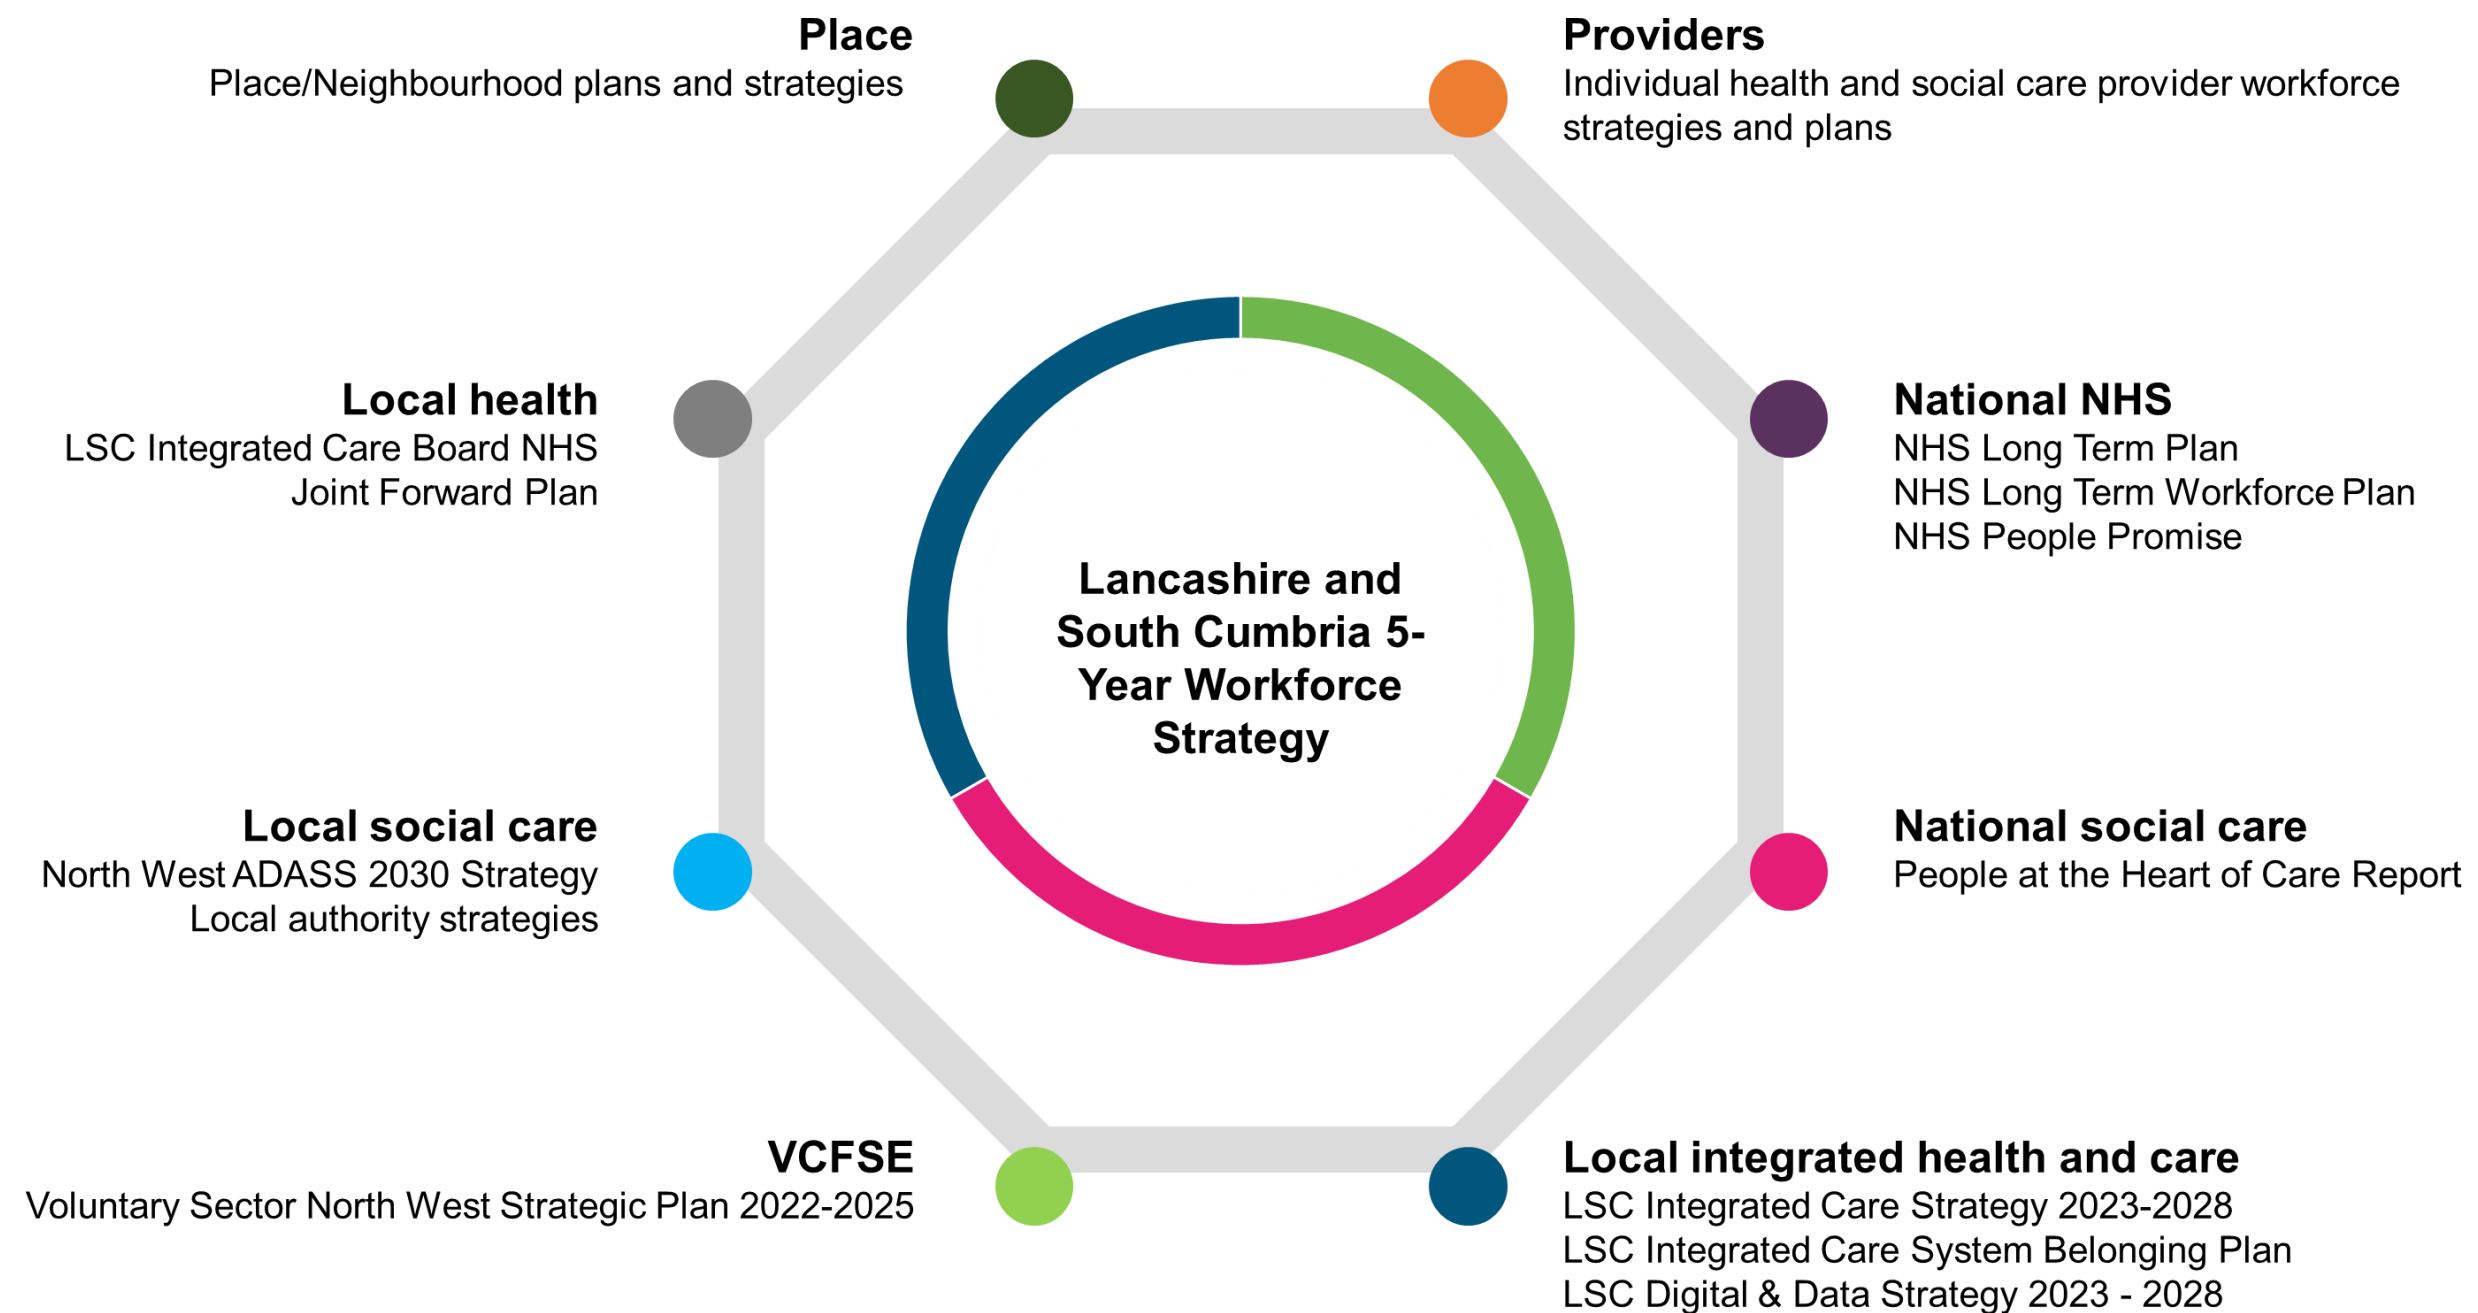 Place
Place/Neighbourhood plans and strategies
Providers
Individual health and social care provider workforce
strategies and plans
Local health
LSC Integrated Care Board NHS
Joint Forward Plan
National NHS
NHS Long Term Plan
NHS Long Term Workforce Plan
NHS People Promise
Lancashire and
South Cumbria 5-
Year Workforce
Strategy
Local social care
North West ADASS 2030 Strategy
Local authority strategies
National social care
People at the Heart of Care Report
VCFSE
Voluntary Sector North West Strategic Plan 2022-2025
Local integrated health and care
LSC Integrated Care Strategy 2023-2028
LSC Integrated Care System Belonging Plan
LSC Digital & Data Strategy 2023 - 2028